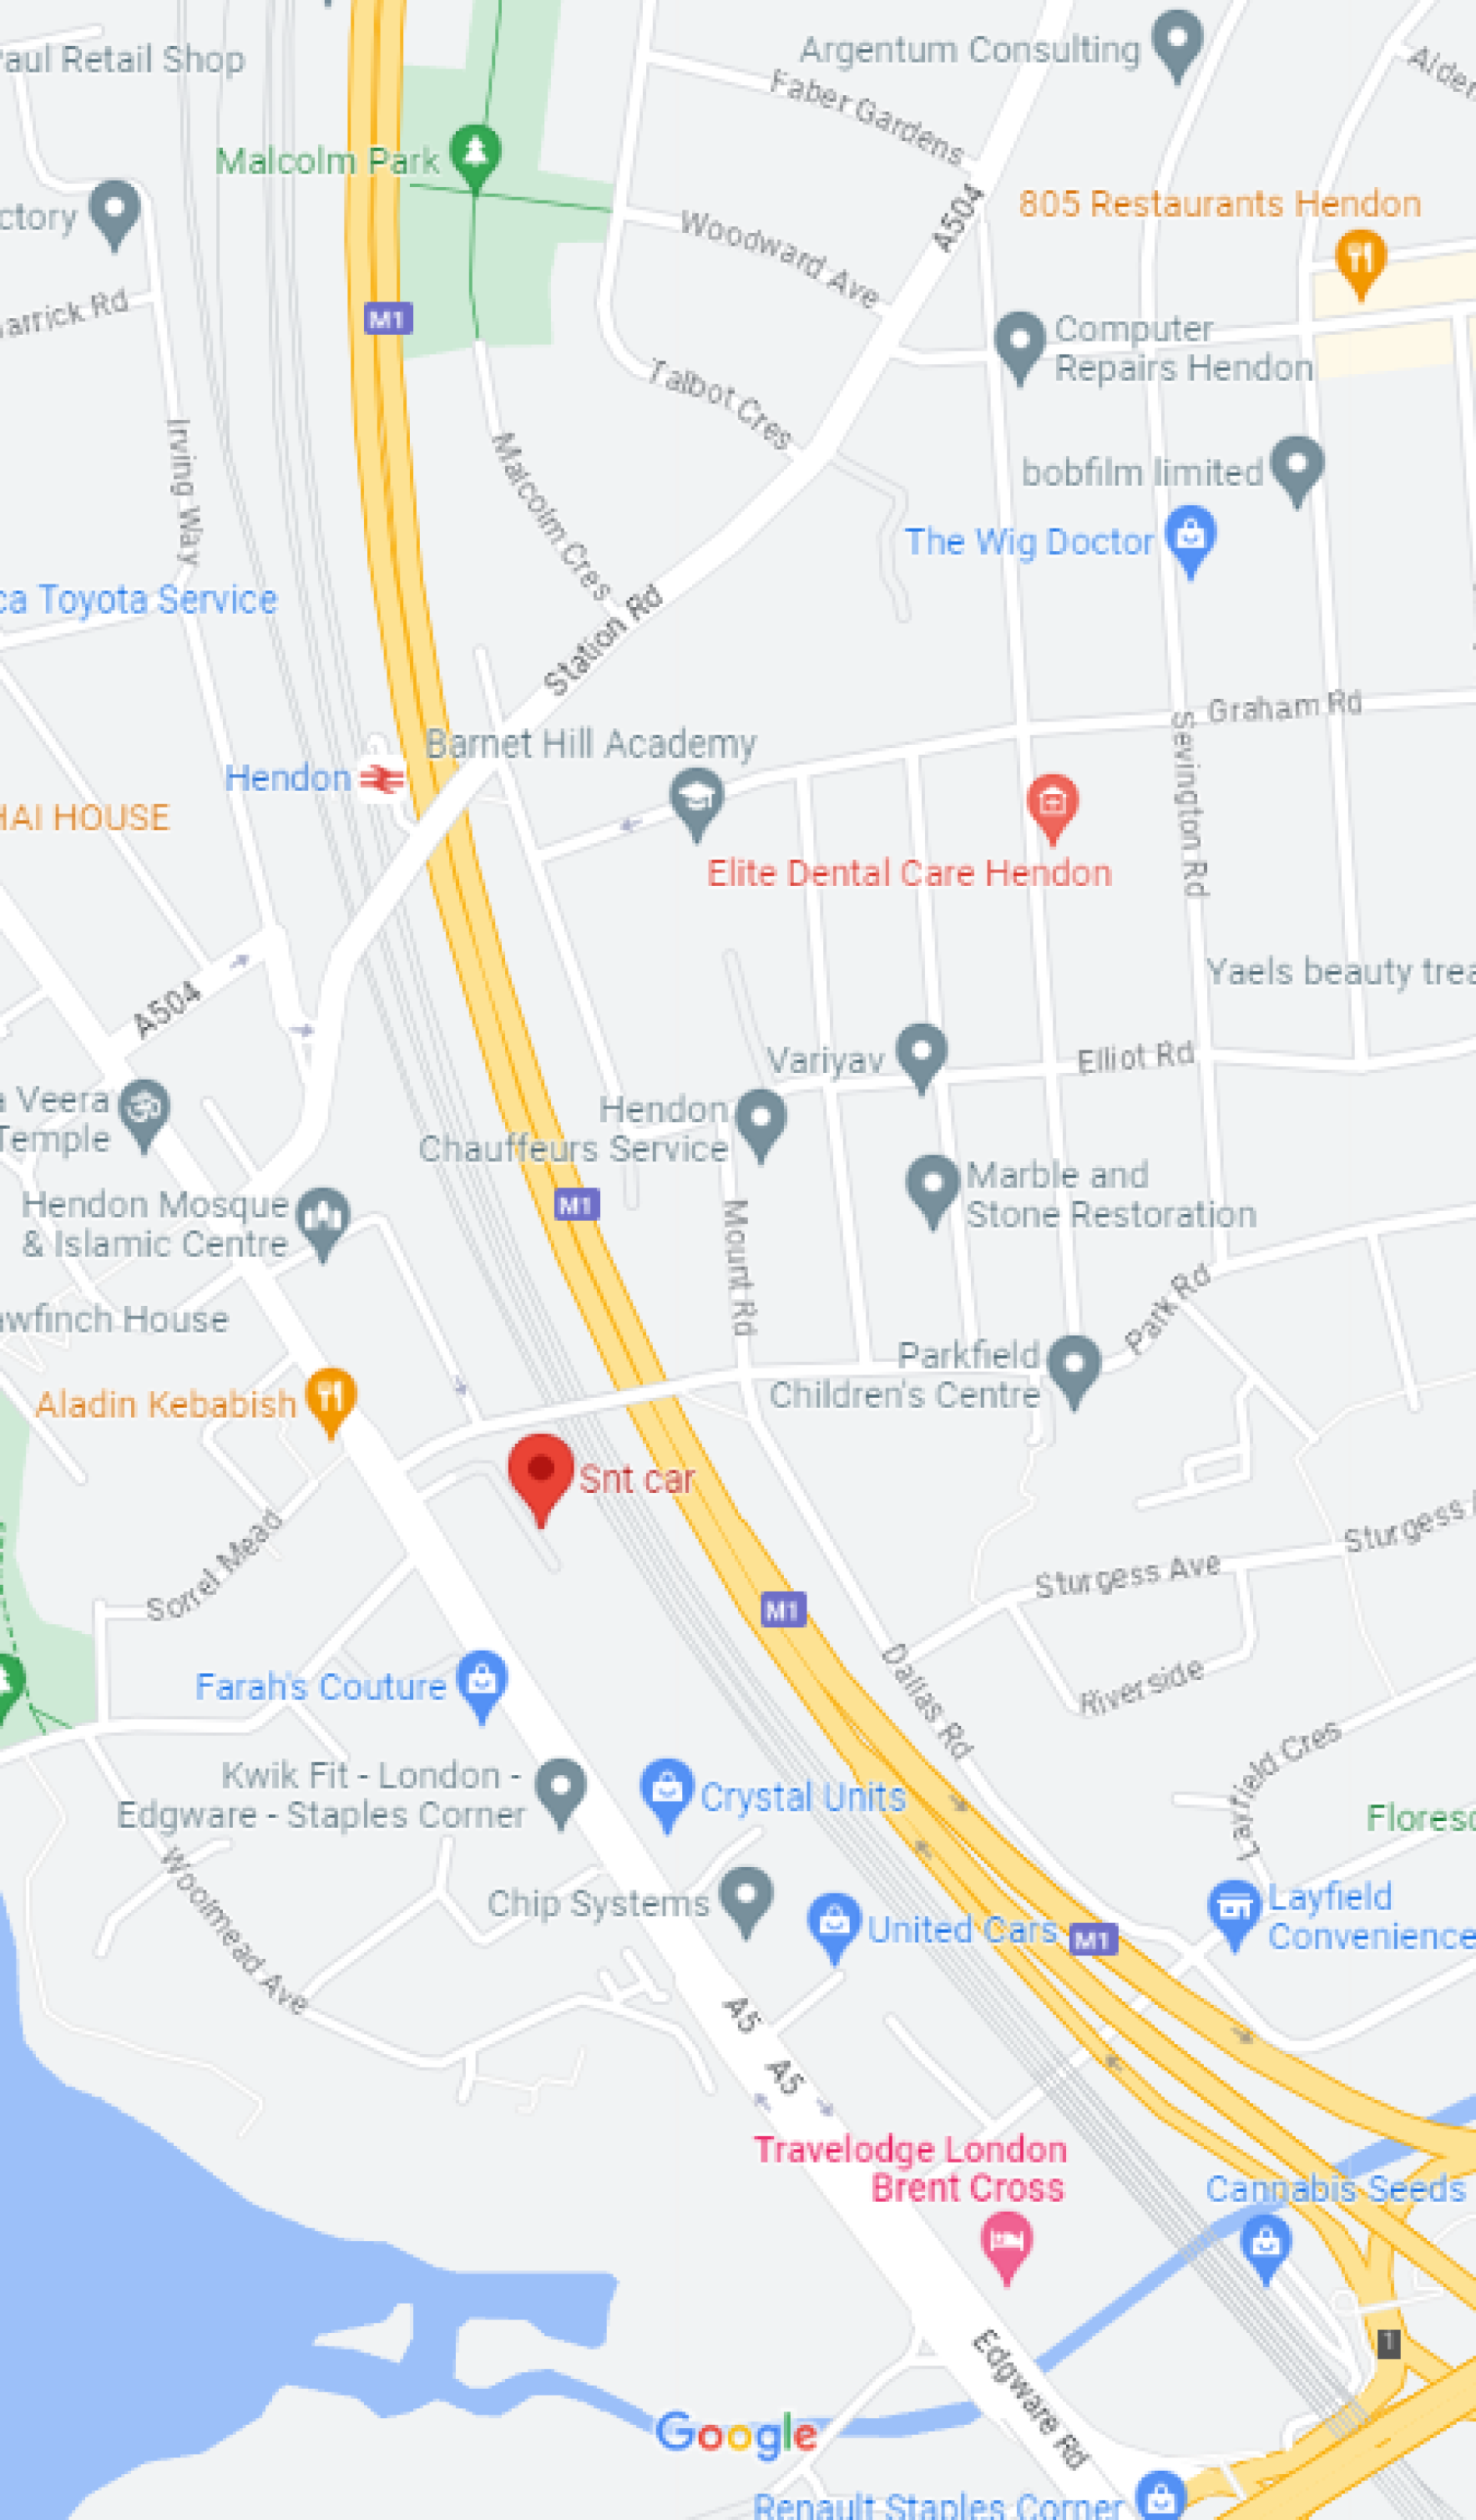 Paul Retail Shop
Argentum Consulting
Faber Gardens
Malcolm Park
ctory
A504
805 Restaurants Hendon
Woodward Ave
arrick Rd
M1
Computer
Repairs Hendon
Talbot Cres
Irving Way
Malcolm Cres
bobfilm limited
The Wig Doctor
ca Toyota Service
Station Rd
Graham Rd
Sevington Rd
Barnet Hill Academy
Hendon
HAI HOUSE
Elite Dental Care Hendon
A504
Yaels beauty trea
Variyav
Elliot Rd
a Veera
Temple
Hendon
Chauffeurs Service
Marble and
Stone Restoration
Hendon Mosque
& Islamic Centre
M1
Mount Rd
Park Rd
awfinch House
Parkfield
Children's Centre
Aladin Kebabish
Snt car
Sorrel Mead
Sturgess Ave
Sturgess A
M1
Dallas Rd
Riverside
Farah's Couture
Layfield Cres
Kwik Fit - London -
Edgware - Staples Corner
Crystal Units
Floresc
Woolmead Ave
Chip Systems
United Cars
M1
Layfield
Convenience
A5
A5
Travelodge London
Brent Cross
Cannabis Seeds
1
Edgware Rd
Google
Renault Staples Corner